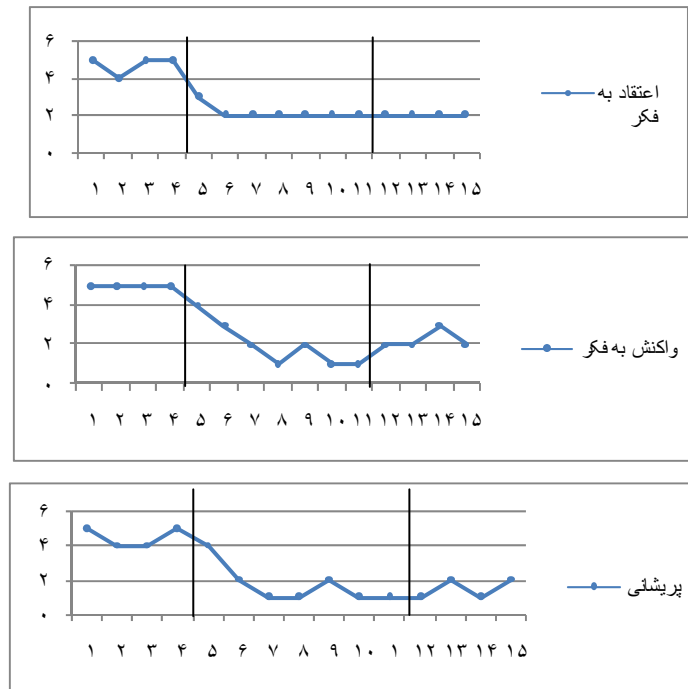 ۶
۴
۲
۰
۱ ۲ ۳ ۴ ۵ ۶ ۷ ۸ ۹ ۱۰ ۱۱ ۱۲ ۱۳ ۱۴ ۱۵
اعتقاد به
فکر
۶
۴
۲
۰
۱ ۲ ۳ ۴ ۵ ۶ ۷ ۸ ۹ ۱۰ ۱۱ ۱۲ ۱۳ ۱۴ ۱۵
واکنش به فکر
۶
۴
۲
۰
۱ ۲ ۳ ۴ ۵ ۶ ۷ ۸ ۹ ۱۰ ۱ ۱۲ ۱۳ ۱۴ ۱۵
پریشانی